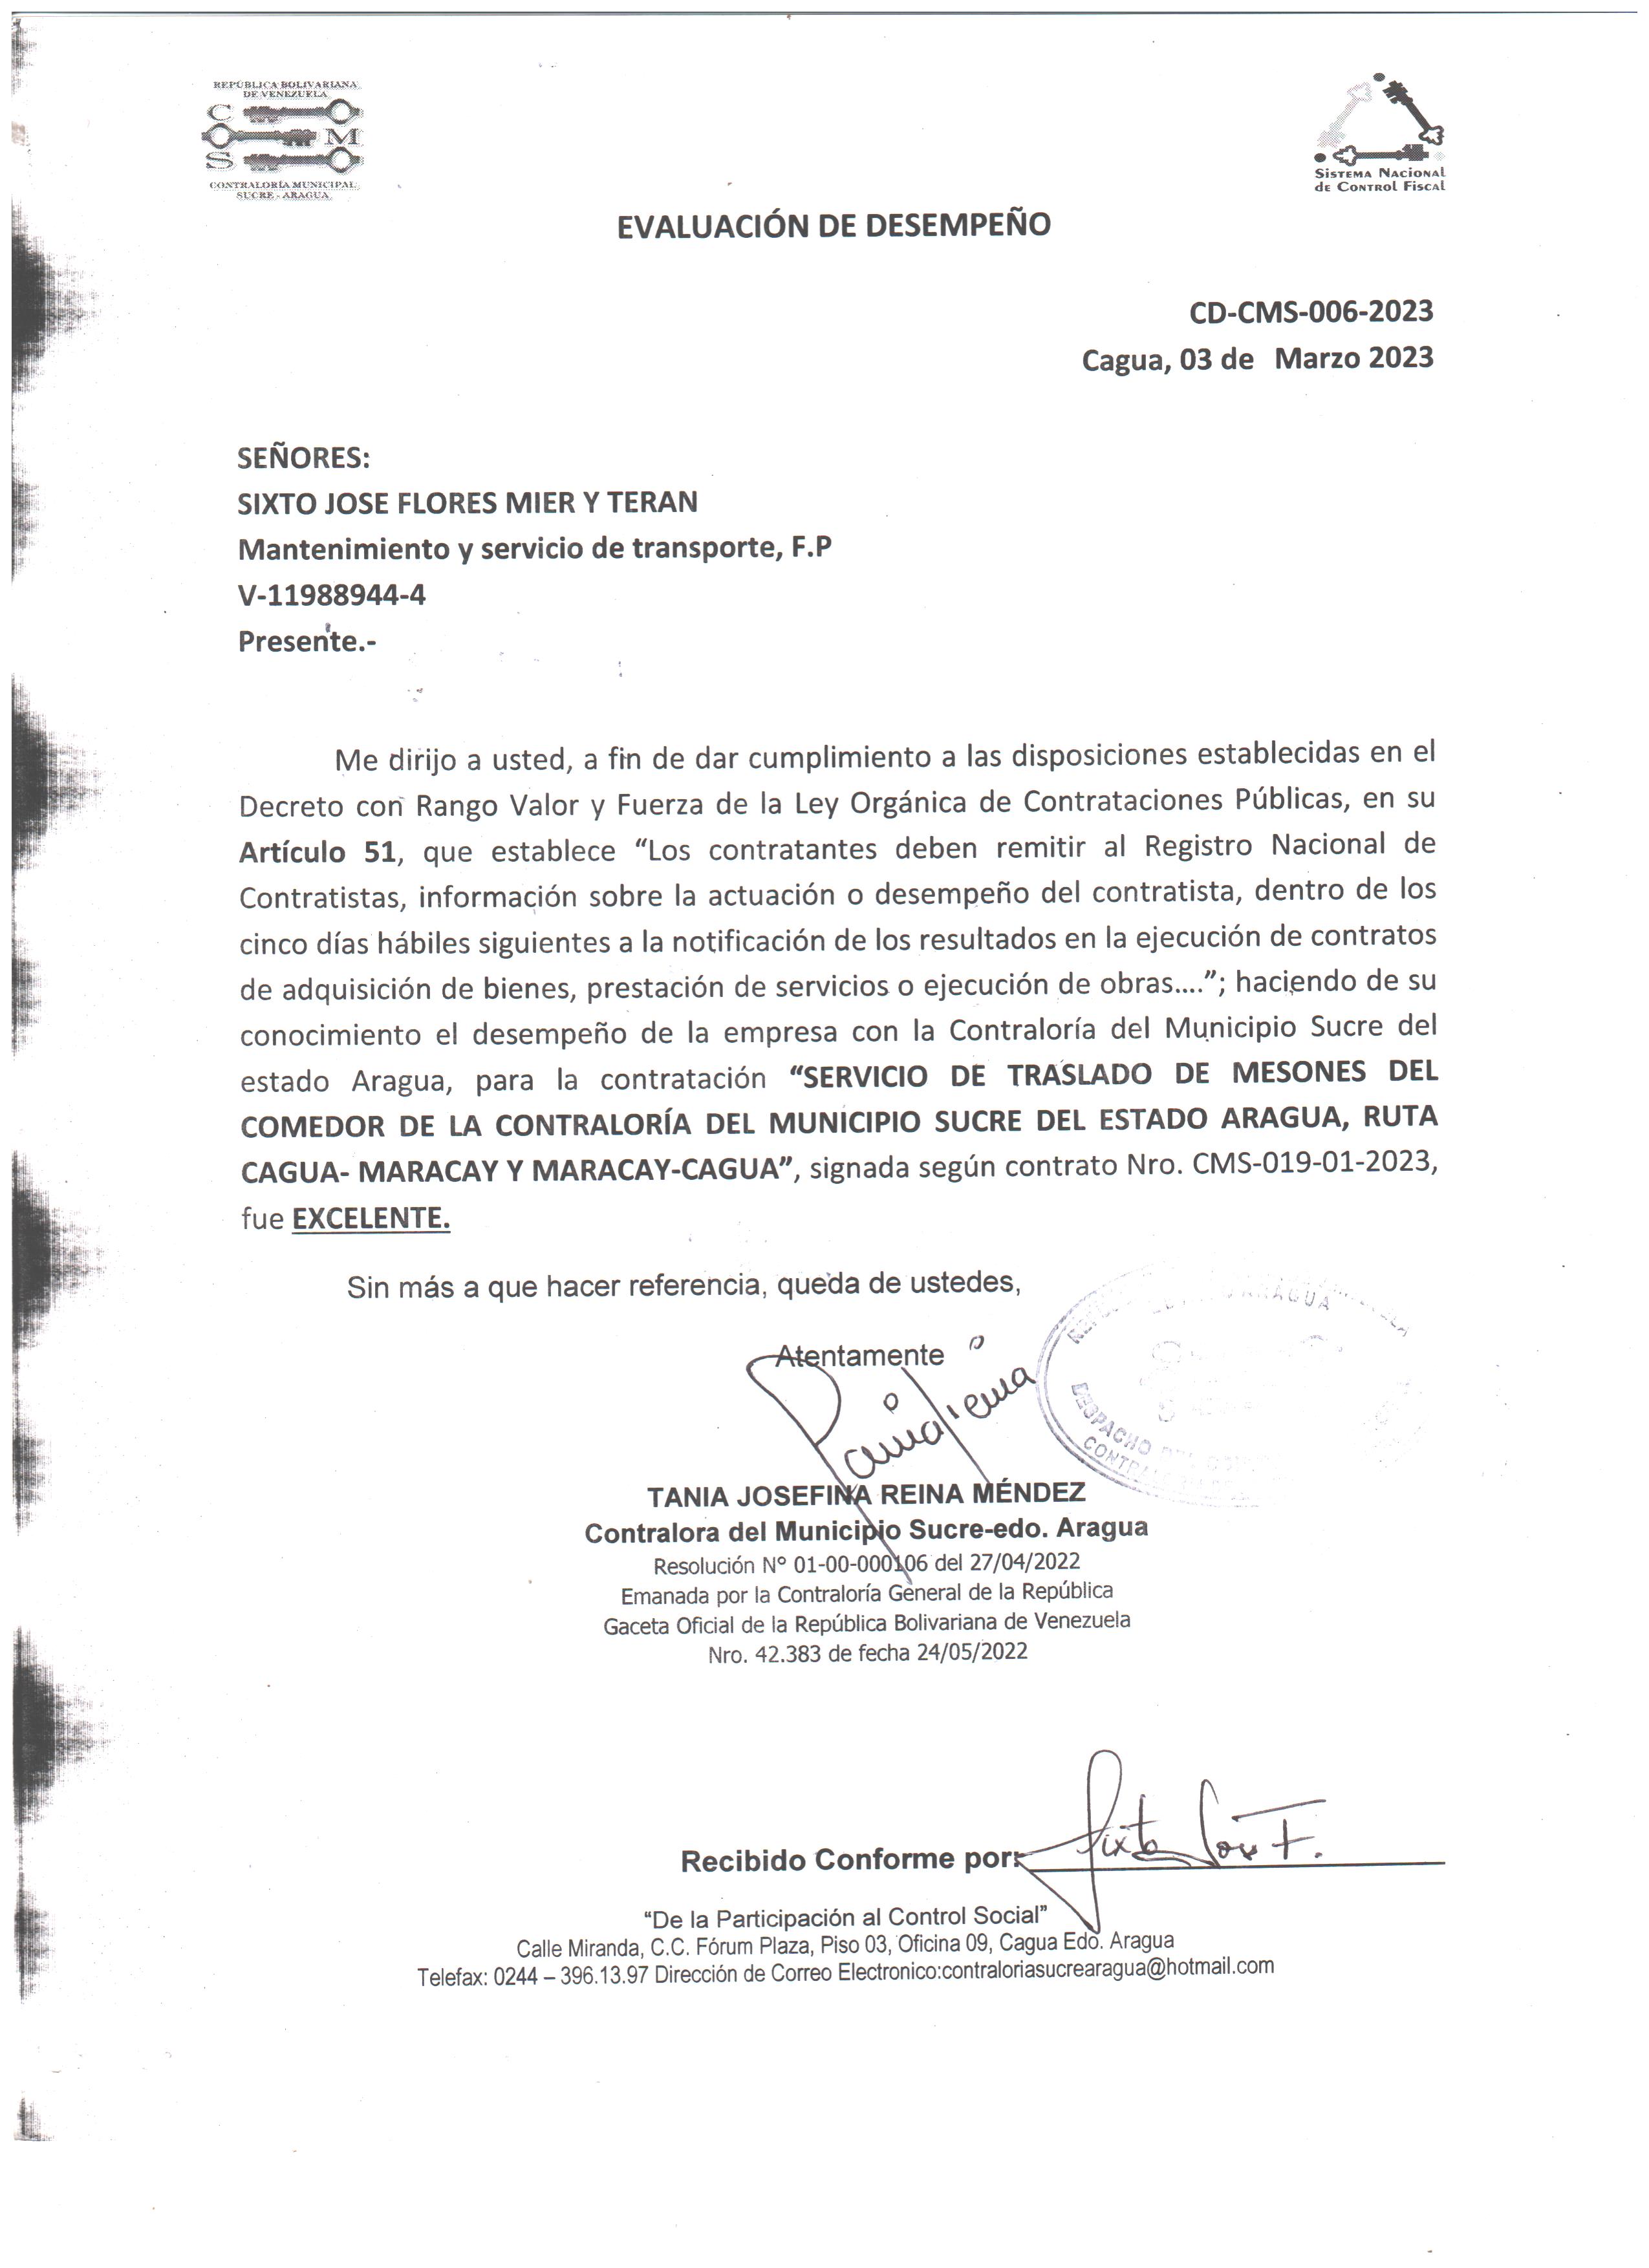 REPÚBLICA BOLIVARIANA
DE VENEZUELA
C
M
S
CONTRALORÍA MUNICIPAL
SUCRE - ARAGUA
SISTEMA NACIONAL
DE CONTROL FISCAL
EVALUACIÓN DE DESEMPEÑO
CD-CMS-006-2023
Cagua, 03 de Marzo 2023
SEÑORES:
SIXTO JOSE FLORES MIER Y TERAN
Mantenimiento y servicio de transporte, F.P
V-11988944-4
Presente.-
Me dirijo a usted, a fin de dar cumplimiento a las disposiciones establecidas en el
Decreto con Rango Valor y Fuerza de la Ley Orgánica de Contrataciones Públicas, en su
Artículo 51, que establece “Los contratantes deben remitir al Registro Nacional de
Contratistas, información sobre la actuación o desempeño del contratista, dentro de los
cinco días hábiles siguientes a la notificación de los resultados en la ejecución de contratos
de adquisición de bienes, prestación de servicios o ejecución de obras....”; haciendo de su
conocimiento el desempeño de la empresa con la Contraloría del Municipio Sucre del
estado Aragua, para la contratación “SERVICIO DE TRASLADO DE MESONES DEL
COMEDOR DE LA CONTRALORÍA DEL MUNICIPIO SUCRE DEL ESTADO ARAGUA, RUTA
CAGUA- MARACAY Y MARACAY-CAGUA”, signada según contrato Nro. CMS-019-01-2023,
fue EXCELENTE.
Sin más a que hacer referencia, queda de ustedes,
Atentamente
ARAGUA
DESPACHO
TANIA JOSEFINA REINA MÉNDEZ
Contralora del Municipio Sucre-edo. Aragua
Resolución N° 01-00-000106 del 27/04/2022
Emanada por la Contraloría General de la República
Gaceta Oficial de la República Bolivariana de Venezuela
Nro. 42.383 de fecha 24/05/2022
Recibido Conforme por: Sixto José F.
“De la Participación al Control Social”
Calle Miranda, C.C. Fórum Plaza, Piso 03, Oficina 09, Cagua Edo. Aragua
Telefax: 0244 – 396.13.97 Dirección de Correo Electronico:contraloriasucrearagua@hotmail.com